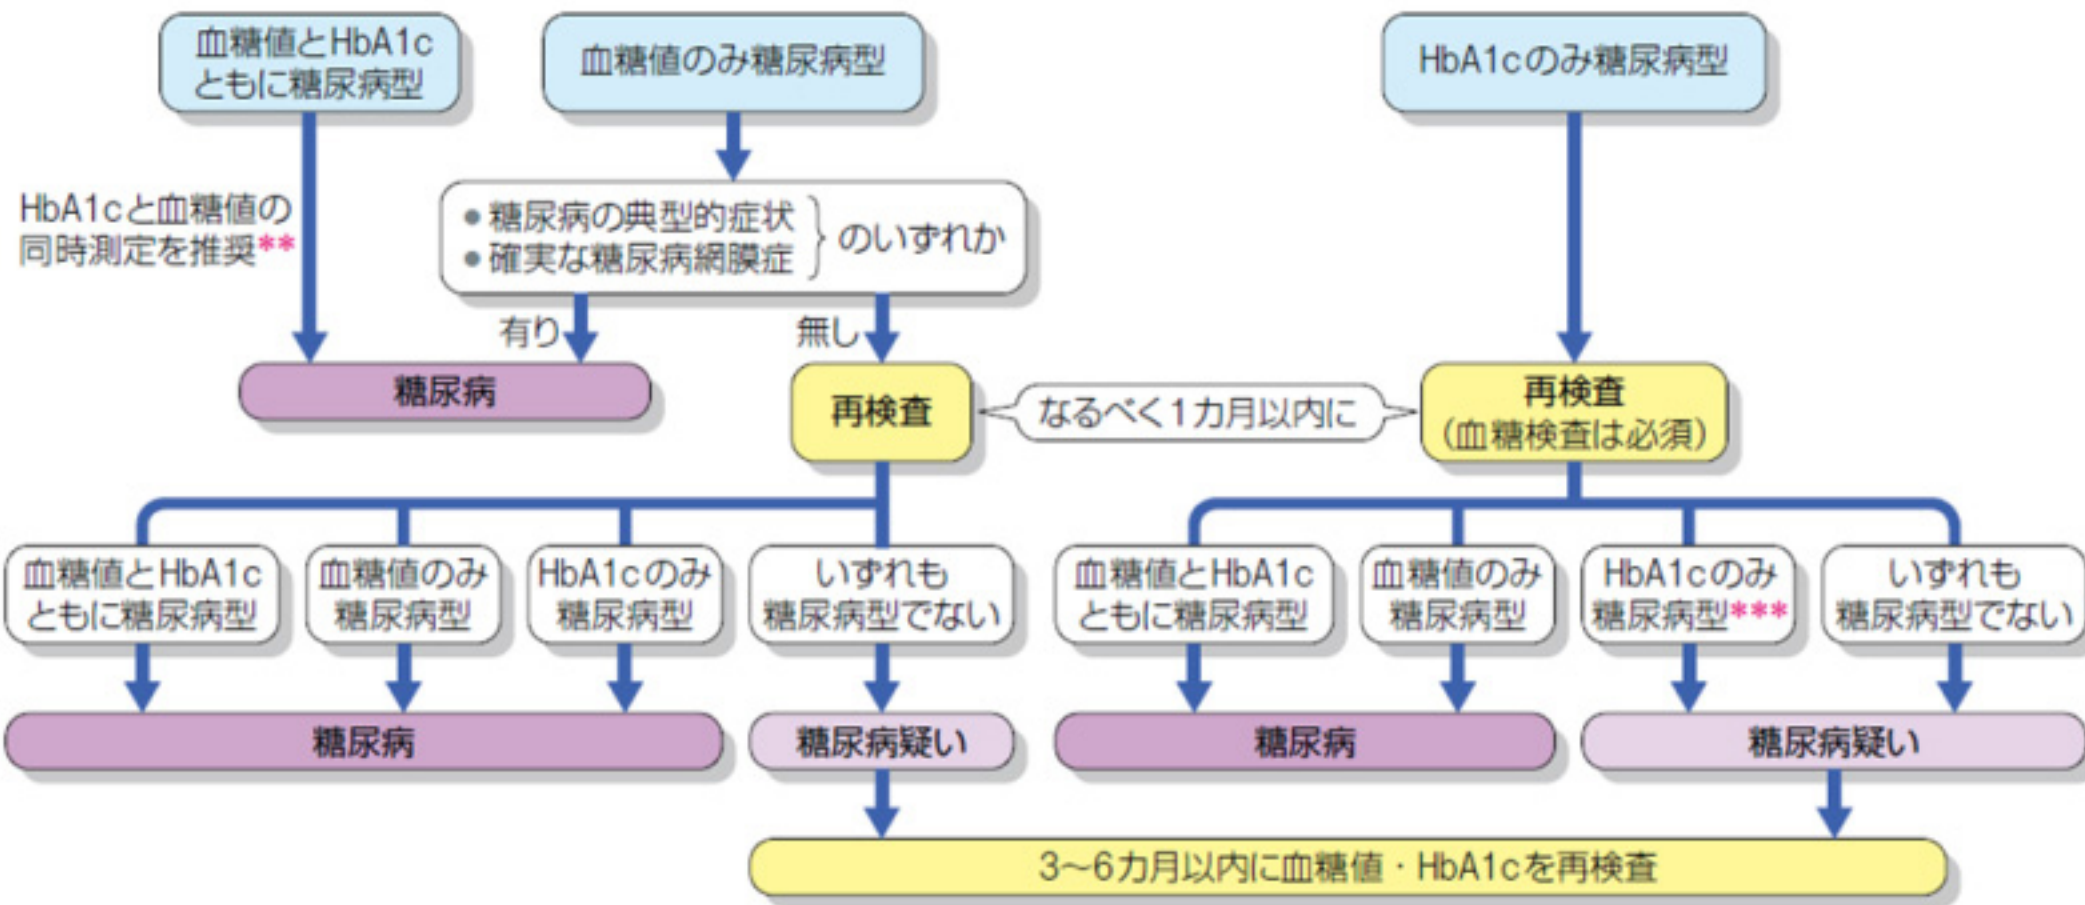 血糖値とHbA1c
ともに糖尿病型
血糖値のみ糖尿病型
HbA1cのみ糖尿病型
HbA1cと血糖値の
同時測定を推奨**
● 糖尿病の典型的症状
● 確実な糖尿病網膜症
のいずれか
有り
無し
糖尿病
再検査
なるべく1カ月以内に
再検査
（血糖検査は必須）
血糖値とHbA1c
ともに糖尿病型
血糖値のみ
糖尿病型
HbA1cのみ
糖尿病型
いずれも
糖尿病型でない
血糖値とHbA1c
ともに糖尿病型
血糖値のみ
糖尿病型
HbA1cのみ
糖尿病型***
いずれも
糖尿病型でない
糖尿病
糖尿病疑い
糖尿病
糖尿病疑い
3〜6カ月以内に血糖値・HbA1cを再検査